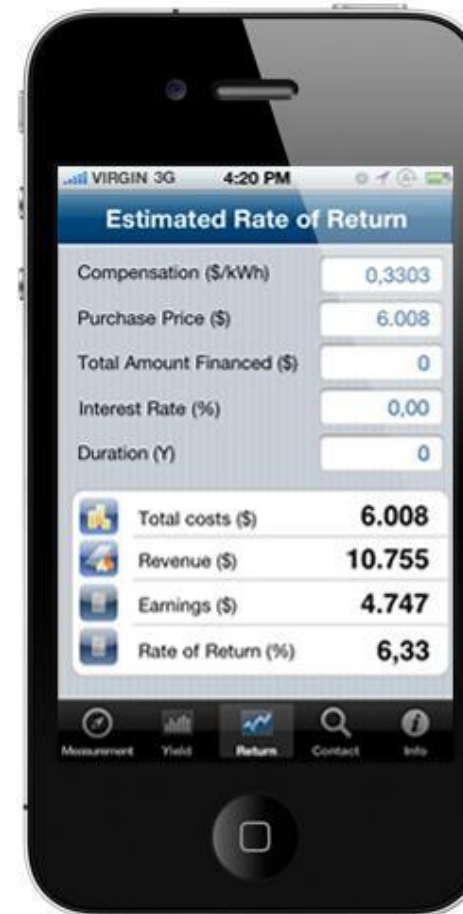 VIRGIN 3G 4:20 PM
Estimated Rate of Return
Compensation ($/kWh) 0,3303
Purchase Price ($) 6.008
Total Amount Financed ($) 0
Interest Rate (%) 0,00
Duration (Y) 0
Total costs ($) 6.008
Revenue ($) 10.755
Earnings ($) 4.747
Rate of Return (%) 6,33
Measurement Yield Return Contact Info